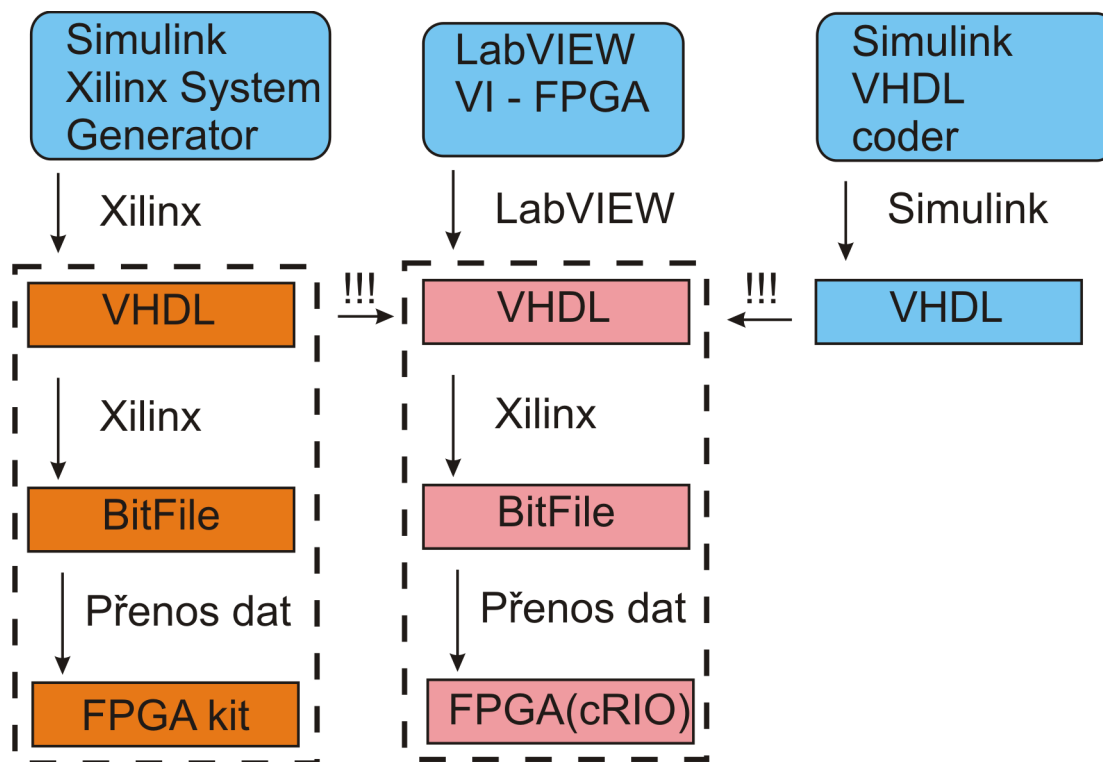 Simulink
Xilinx System
Generator
LabVIEW
VI - FPGA
Simulink
VHDL
coder
Xilinx
LabVIEW
Simulink
VHDL
!!!
VHDL
!!!
VHDL
Xilinx
Xilinx
BitFile
BitFile
Přenos dat
Přenos dat
FPGA kit
FPGA(cRIO)